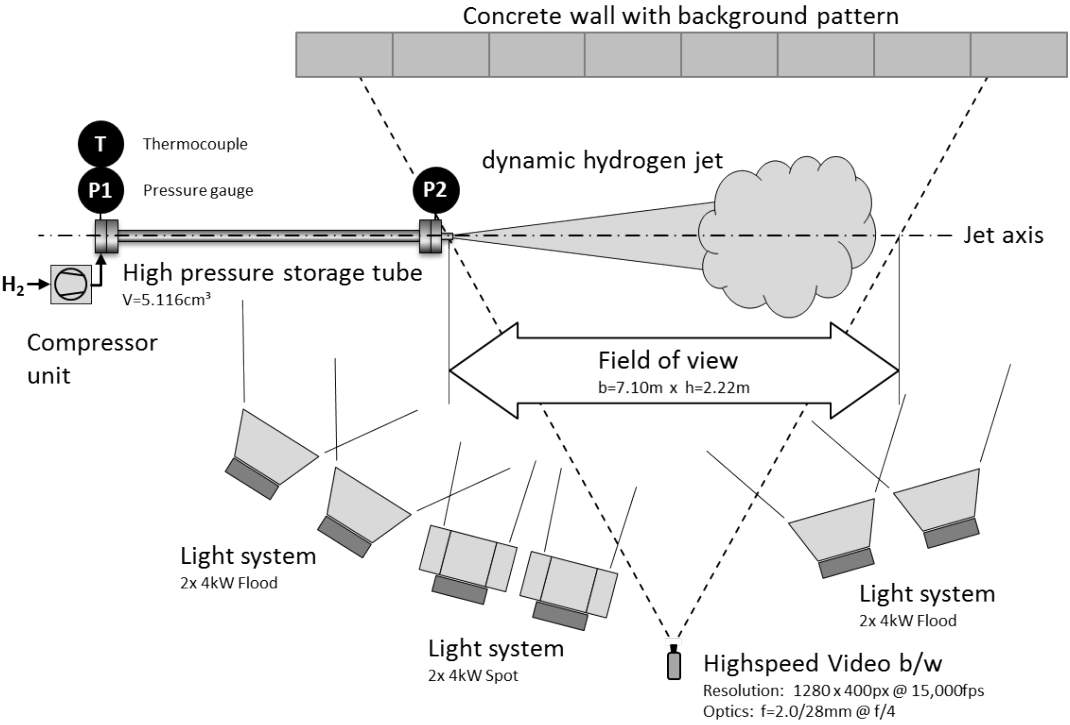 Concrete wall with background pattern
T
Thermocouple
dynamic hydrogen jet
P1
Pressure gauge
P2
Jet axis
H₂
High pressure storage tube
V=5.116cm³
Compressor
unit
Field of view
b=7.10m x h=2.22m
Light system
2x 4kW Flood
Light system
2x 4kW Flood
Light system
2x 4kW Spot
Highspeed Video b/w
Resolution: 1280 x 400px @ 15,000fps
Optics: f=2.0/28mm @ f/4